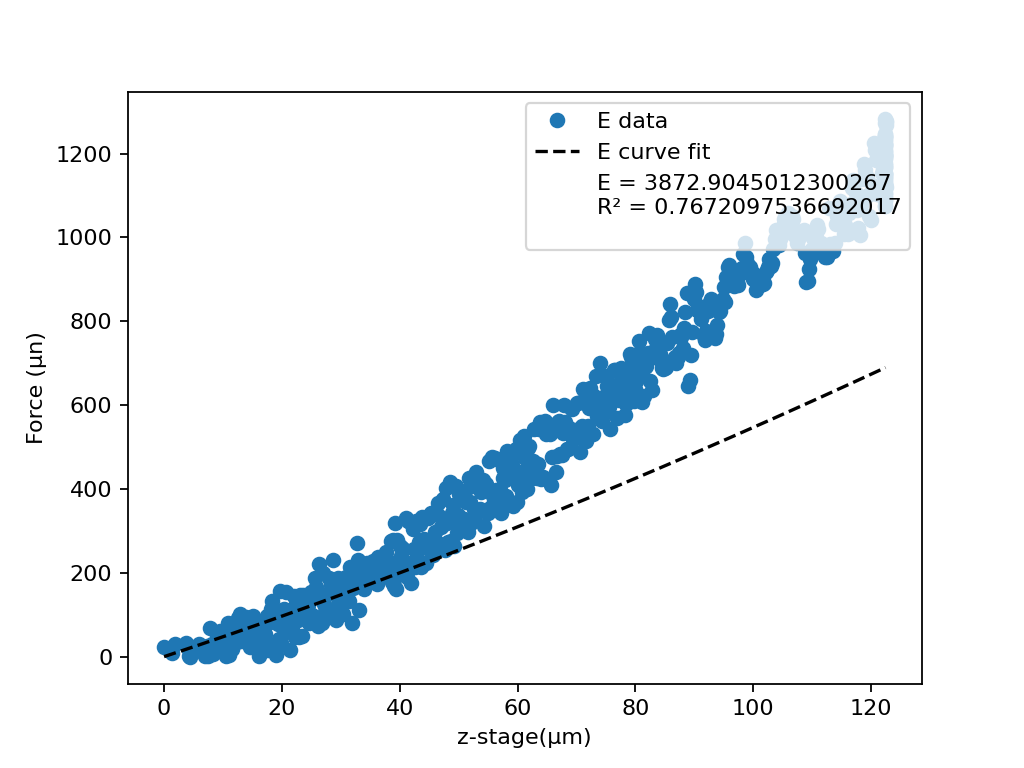 E data
E curve fit
E = 3872.9045012300267
R² = 0.7672097536692017
1200
1000
800
600
400
200
0
Force (μn)
0 20 40 60 80 100 120
z-stage(μm)